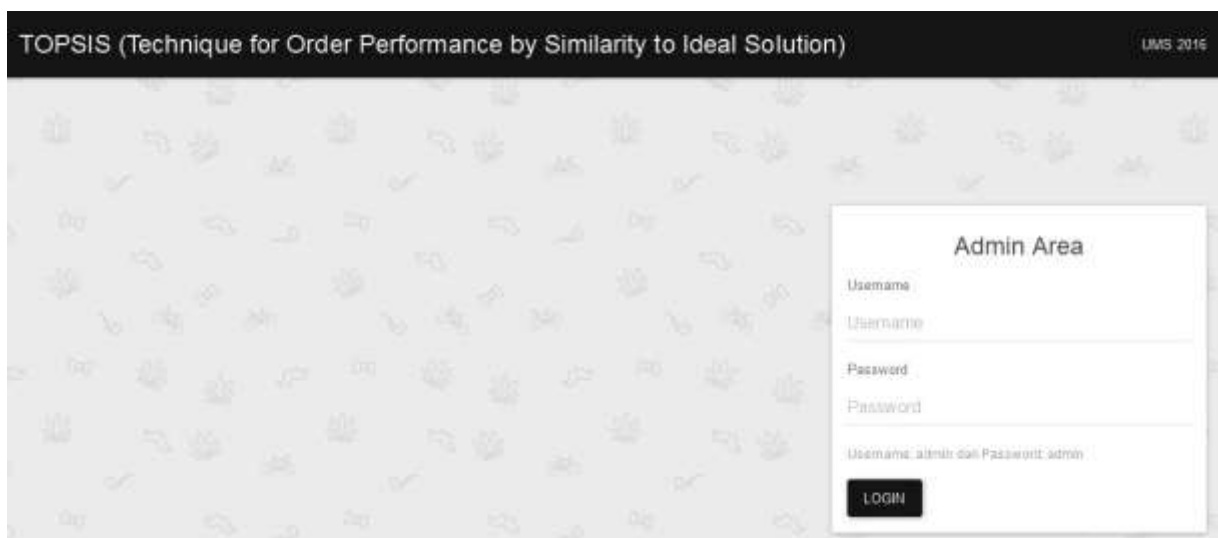 TOPSIS (Technique for Order Performance by Similarity to Ideal Solution)
UMS 2016
Admin Area
Username
Username
Password
Password
Username: admin dan Password: admin
LOGIN